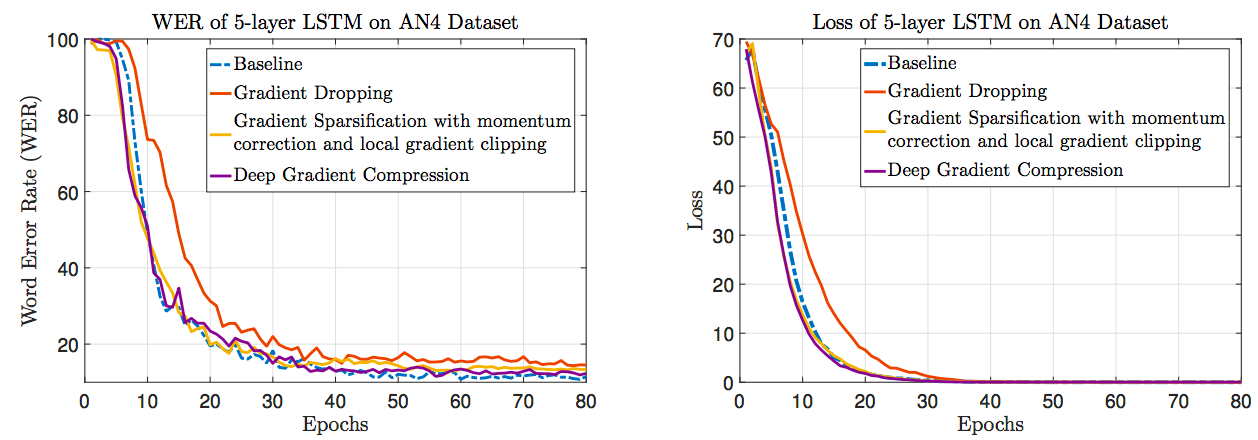 WER of 5-layer LSTM on AN4 Dataset
100
80
60
40
20
0
10
20
30
40
50
60
70
80
Word Error Rate (WER)
Epochs
Baseline
Gradient Dropping
Gradient Sparsification with momentum
correction and local gradient clipping
Deep Gradient Compression
Loss of 5-layer LSTM on AN4 Dataset
70
60
50
40
30
20
10
0
0
10
20
30
40
50
60
70
80
Loss
Epochs
Baseline
Gradient Dropping
Gradient Sparsification with momentum
correction and local gradient clipping
Deep Gradient Compression